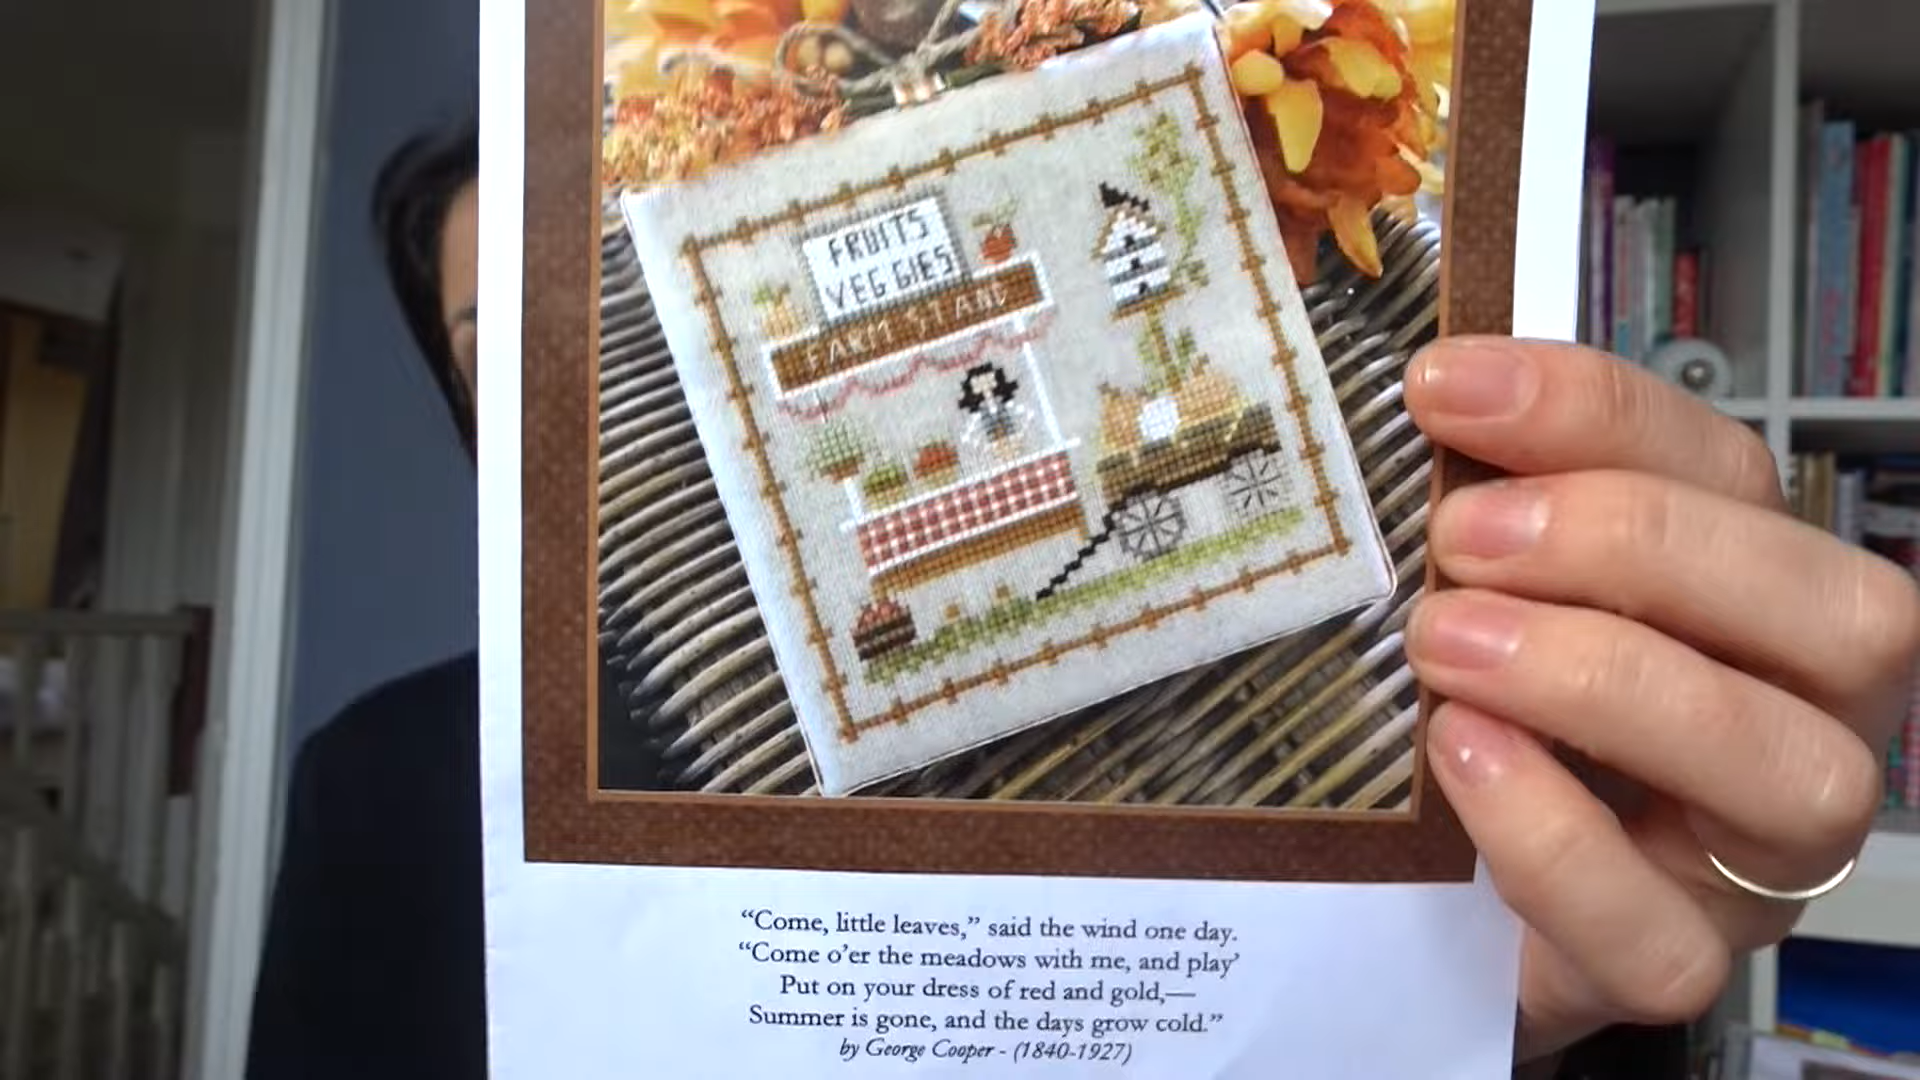 FRUITS
VEGGIES
FARM STAND
“Come, little leaves,” said the wind one day.
“Come o’er the meadows with me, and play’
Put on your dress of red and gold,—
Summer is gone, and the days grow cold.”
by George Cooper - (1840-1927)